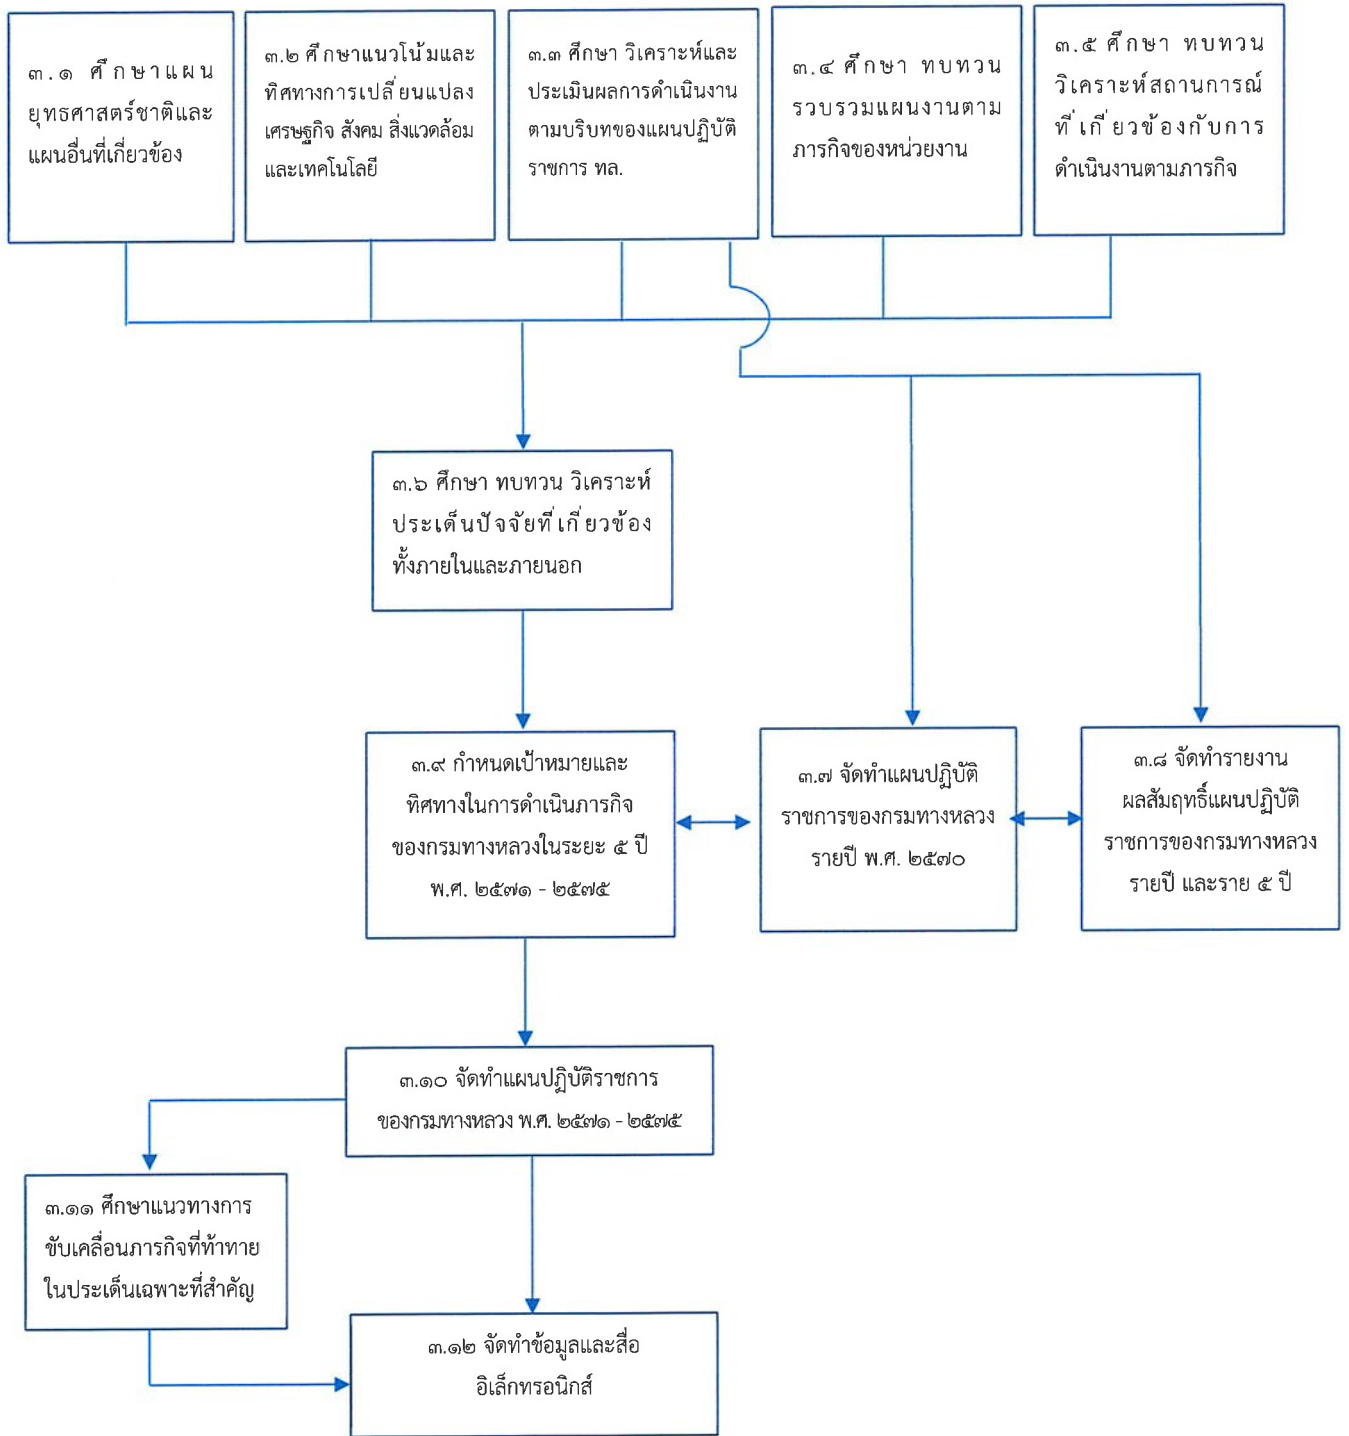 ๓.๑ ศึกษาแผน
ยุทธศาสตร์ชาติและ
แผนอื่นที่เกี่ยวข้อง
๓.๒ ศึกษาแนวโน้มและ
ทิศทางการเปลี่ยนแปลง
เศรษฐกิจ สังคม สิ่งแวดล้อม
และเทคโนโลยี
๓.๓ ศึกษา วิเคราะห์และ
ประเมินผลการดำเนินงาน
ตามบริบทของแผนปฏิบัติ
ราชการ ทล.
๓.๔ ศึกษา ทบทวน
รวบรวมแผนงานตาม
ภารกิจของหน่วยงาน
๓.๕ ศึกษา ทบทวน
วิเคราะห์สถานการณ์
ที่เกี่ยวข้องกับการ
ดำเนินงานตามภารกิจ
๓.๖ ศึกษา ทบทวน วิเคราะห์
ประเด็นปัจจัยที่เกี่ยวข้อง
ทั้งภายในและภายนอก
๓.๙ กำหนดเป้าหมายและ
ทิศทางในการดำเนินภารกิจ
ของกรมทางหลวงในระยะ ๕ ปี
พ.ศ. ๒๕๗๑ - ๒๕๗๕
๓.๗ จัดทำแผนปฏิบัติ
ราชการของกรมทางหลวง
รายปี พ.ศ. ๒๕๗๐
๓.๘ จัดทำรายงาน
ผลสัมฤทธิ์แผนปฏิบัติ
ราชการของกรมทางหลวง
รายปี และราย ๕ ปี
๓.๑๐ จัดทำแผนปฏิบัติราชการ
ของกรมทางหลวง พ.ศ. ๒๕๗๑ - ๒๕๗๕
๓.๑๑ ศึกษาแนวทางการ
ขับเคลื่อนภารกิจที่ท้าทาย
ในประเด็นเฉพาะที่สำคัญ
๓.๑๒ จัดทำข้อมูลและสื่อ
อิเล็กทรอนิกส์